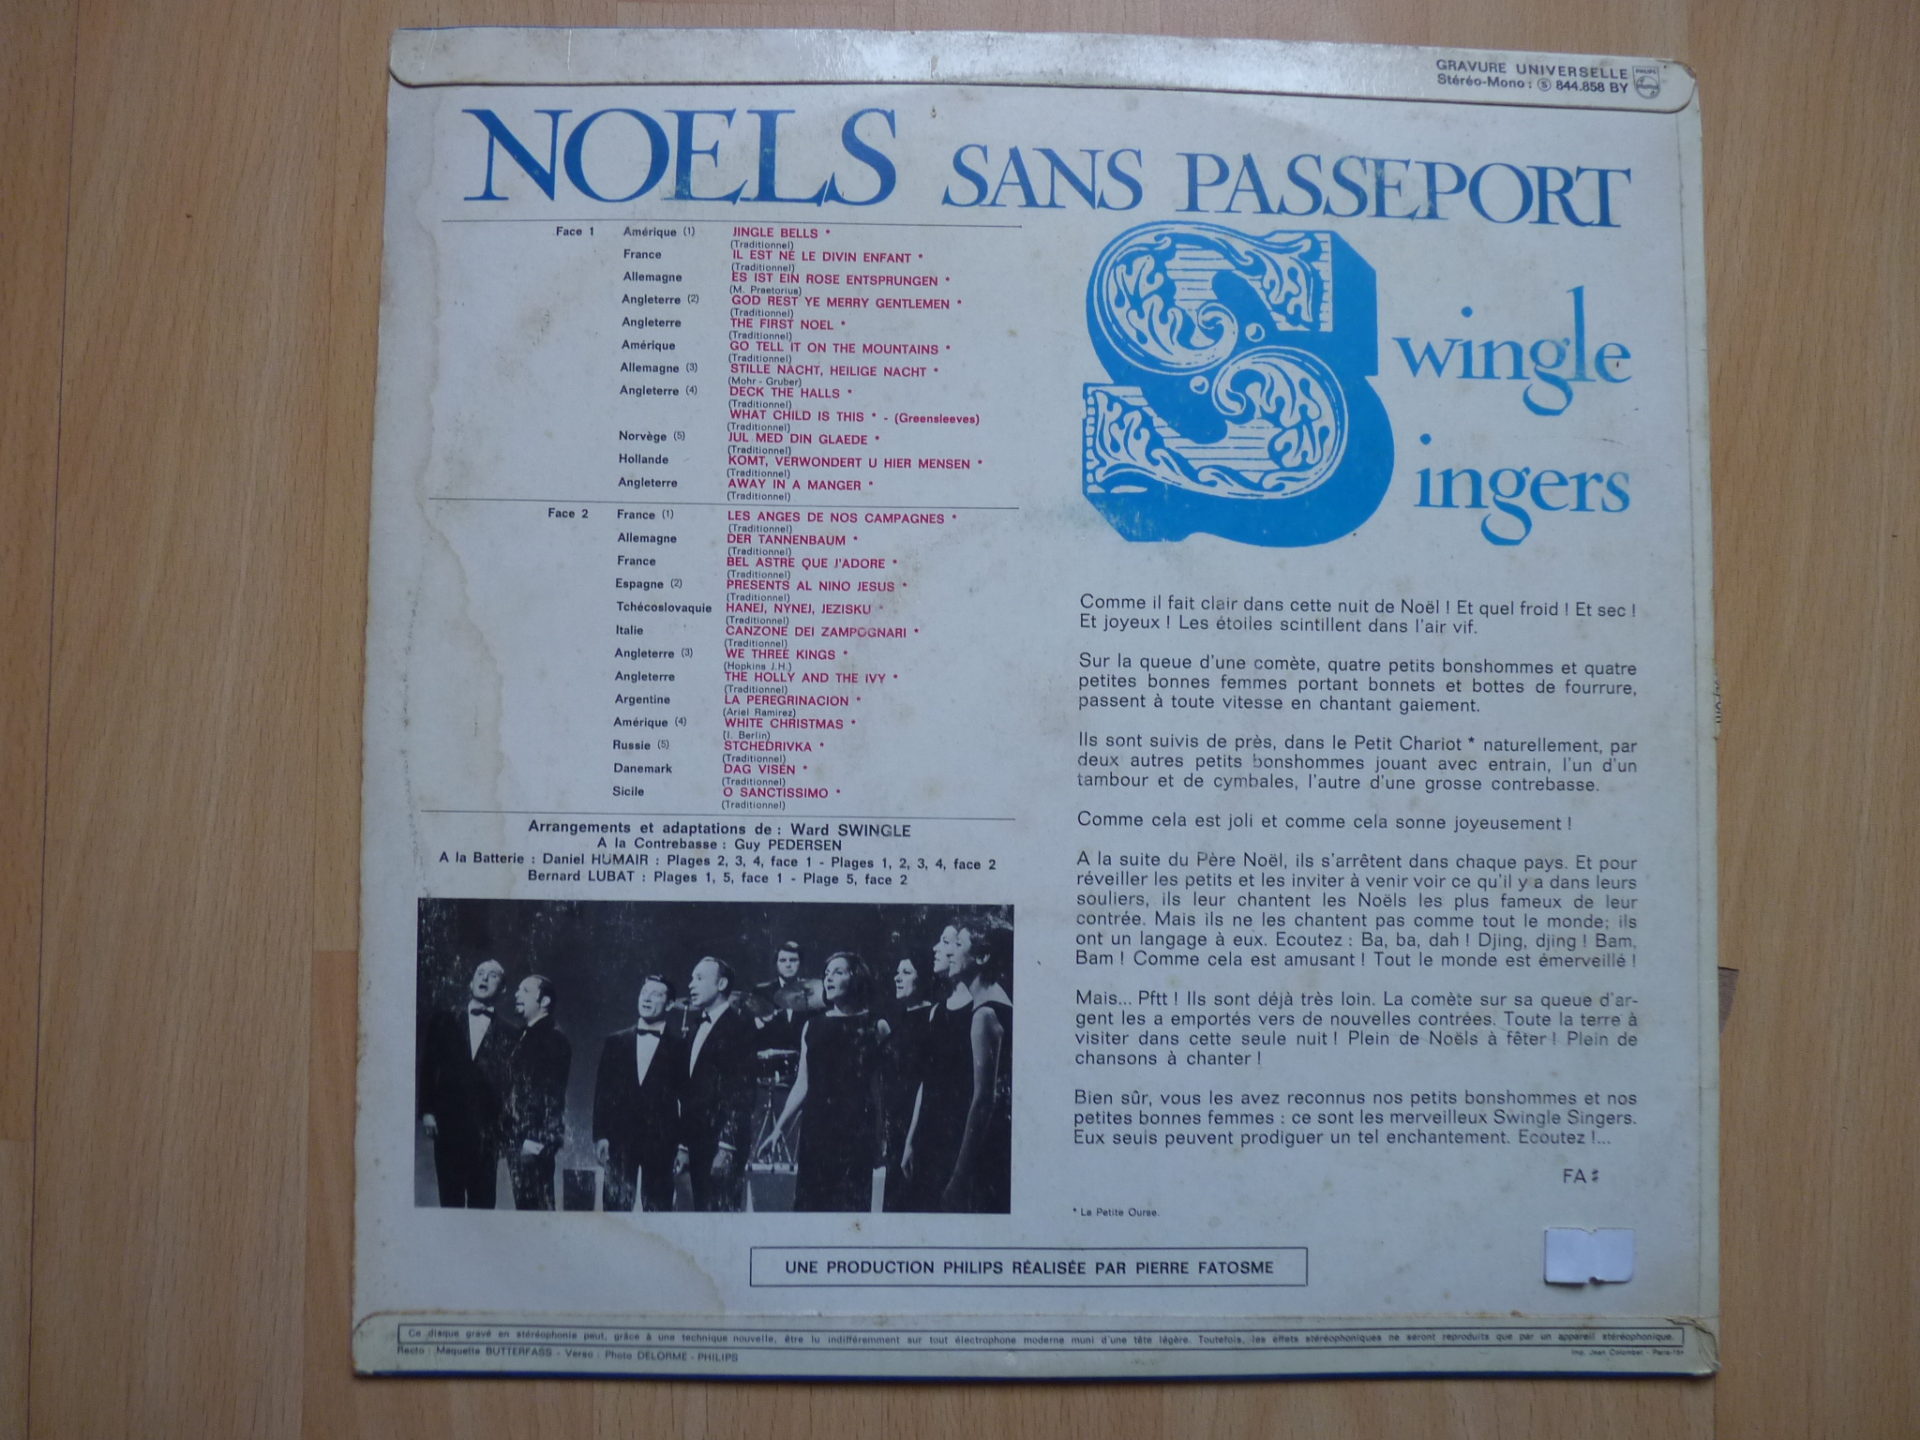 GRAVURE UNIVERSELLE
Stéréo-Mono : Ⓢ 844.858 BY
PHILIPS
NOELS SANS PASSEPORT
Swingle
Singers
Face 1 Amérique (1) JINGLE BELLS *
(Traditionnel)
France IL EST NÉ LE DIVIN ENFANT *
(Traditionnel)
Allemagne ES IST EIN ROSE ENTSPRUNGEN *
(M. Praetorius)
Angleterre (2) GOD REST YE MERRY GENTLEMEN *
(Traditionnel)
Angleterre THE FIRST NOEL *
(Traditionnel)
Amérique GO TELL IT ON THE MOUNTAINS *
(Traditionnel)
Allemagne (3) STILLE NACHT, HEILIGE NACHT *
(Mohr - Gruber)
Angleterre (4) DECK THE HALLS *
(Traditionnel)
WHAT CHILD IS THIS * - (Greensleeves)
(Traditionnel)
Norvège (5) JUL MED DIN GLAEDE *
(Traditionnel)
Hollande KOMT, VERWONDERT U HIER MENSEN *
(Traditionnel)
Angleterre AWAY IN A MANGER *
(Traditionnel)
Face 2 France (1) LES ANGES DE NOS CAMPAGNES *
(Traditionnel)
Allemagne DER TANNENBAUM *
(Traditionnel)
France BEL ASTRE QUE J'ADORE *
(Traditionnel)
Espagne (2) PRESENTS AL NINO JESUS *
(Traditionnel)
Tchécoslovaquie HANEJ, NYNEJ, JEZISKU *
(Traditionnel)
Italie CANZONE DEI ZAMPOGNARI *
(Traditionnel)
Angleterre (3) WE THREE KINGS *
(Hopkins J.H.)
Angleterre THE HOLLY AND THE IVY *
(Traditionnel)
Argentine LA PEREGRINACION *
(Ariel Ramirez)
Amérique (4) WHITE CHRISTMAS *
(I. Berlin)
Russie (5) STCHEDRIVKA *
(Traditionnel)
Danemark DAG VISEN *
(Traditionnel)
Sicile O SANCTISSIMO *
(Traditionnel)
Arrangements et adaptations de : Ward SWINGLE
A la Contrebasse : Guy PEDERSEN
A la Batterie : Daniel HUMAIR : Plages 2, 3, 4, face 1 - Plages 1, 2, 3, 4, face 2
Bernard LUBAT : Plages 1, 5, face 1 - Plage 5, face 2
Comme il fait clair dans cette nuit de Noël ! Et quel froid ! Et sec !
Et joyeux ! Les étoiles scintillent dans l'air vif.
Sur la queue d'une comète, quatre petits bonshommes et quatre
petites bonnes femmes portant bonnets et bottes de fourrure,
passent à toute vitesse en chantant gaiement.
Ils sont suivis de près, dans le Petit Chariot * naturellement, par
deux autres petits bonshommes jouant avec entrain, l'un d'un
tambour et de cymbales, l'autre d'une grosse contrebasse.
Comme cela est joli et comme cela sonne joyeusement !
A la suite du Père Noël, ils s'arrêtent dans chaque pays. Et pour
réveiller les petits et les inviter à venir voir ce qu'il y a dans leurs
souliers, ils leur chantent les Noëls les plus fameux de leur
contrée. Mais ils ne les chantent pas comme tout le monde; ils
ont un langage à eux. Ecoutez : Ba, ba, dah ! Djing, djing ! Bam,
Bam ! Comme cela est amusant ! Tout le monde est émerveillé !
Mais... Pftt ! Ils sont déjà très loin. La comète sur sa queue d'ar-
gent les a emportés vers de nouvelles contrées. Toute la terre à
visiter dans cette seule nuit ! Plein de Noëls à fêter ! Plein de
chansons à chanter !
Bien sûr, vous les avez reconnus nos petits bonshommes et nos
petites bonnes femmes : ce sont les merveilleux Swingle Singers.
Eux seuls peuvent prodiguer un tel enchantement. Ecoutez !...
FA ♯
* La Petite Ourse.
UNE PRODUCTION PHILIPS RÉALISÉE PAR PIERRE FATOSME
Ce disque gravé en stéréophonie peut, grâce à une technique nouvelle, être lu indifféremment sur tout électrophone moderne muni d'une tête légère. Toutefois, les effets stéréophoniques ne seront reproduits que par un appareil stéréophonique.
Recto : Maquette BUTTERFASS - Verso : Photo DELORME - PHILIPS
Imp. Jean Colombet - Paris-19e